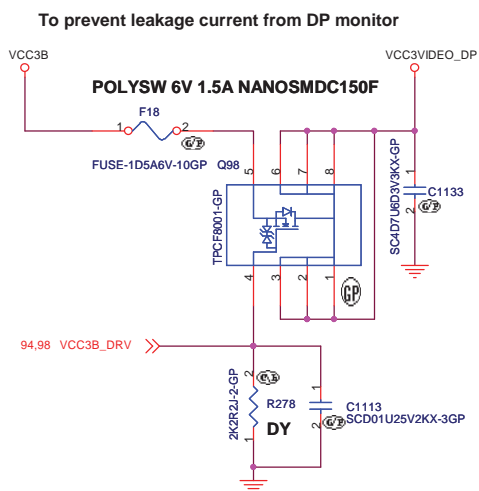 To prevent leakage current from DP monitor
VCC3B
VCC3VIDEO_DP
POLYSW 6V 1.5A NANOSMDC150F
F18
1
2
G/P
FUSE-1D5A6V-10GP
Q98
5
6
7
8
TPCF8001-GP
4
3
2
1
GP
1
2
C1133
G/P
SC4D7U6D3V3KX-GP
94,98 VCC3B_DRV
2
1
2K2R2J-2-GP
R278
DY
1
2
C1113
G/P
SCD01U25V2KX-3GP